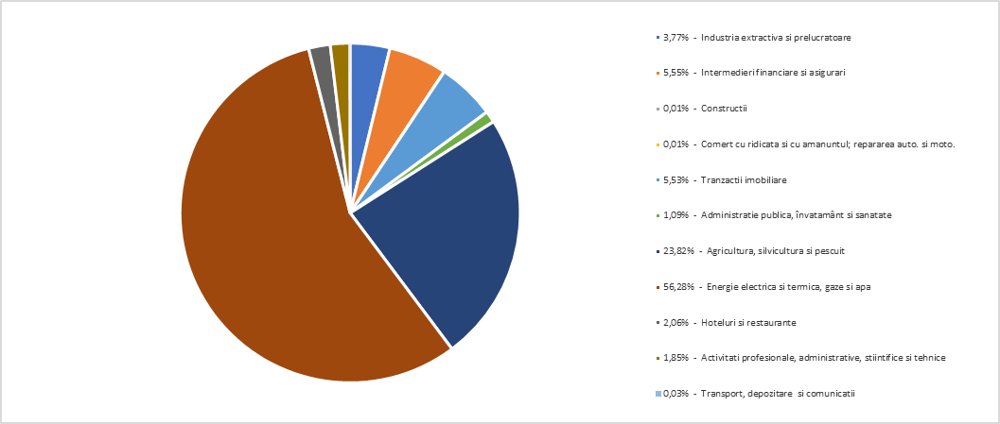 3,77% - Industria extractiva si prelucratoare
5,55% - Intermedieri financiare si asigurari
0,01% - Constructii
0,01% - Comert cu ridicata si cu amanuntul; repararea auto. si moto.
5,53% - Tranzactii imobiliare
1,09% - Administratie publica, învatamânt si sanatate
23,82% - Agricultura, silvicultura si pescuit
56,28% - Energie electrica si termica, gaze si apa
2,06% - Hoteluri si restaurante
1,85% - Activitati profesionale, administrative, stiintifice si tehnice
0,03% - Transport, depozitare si comunicatii